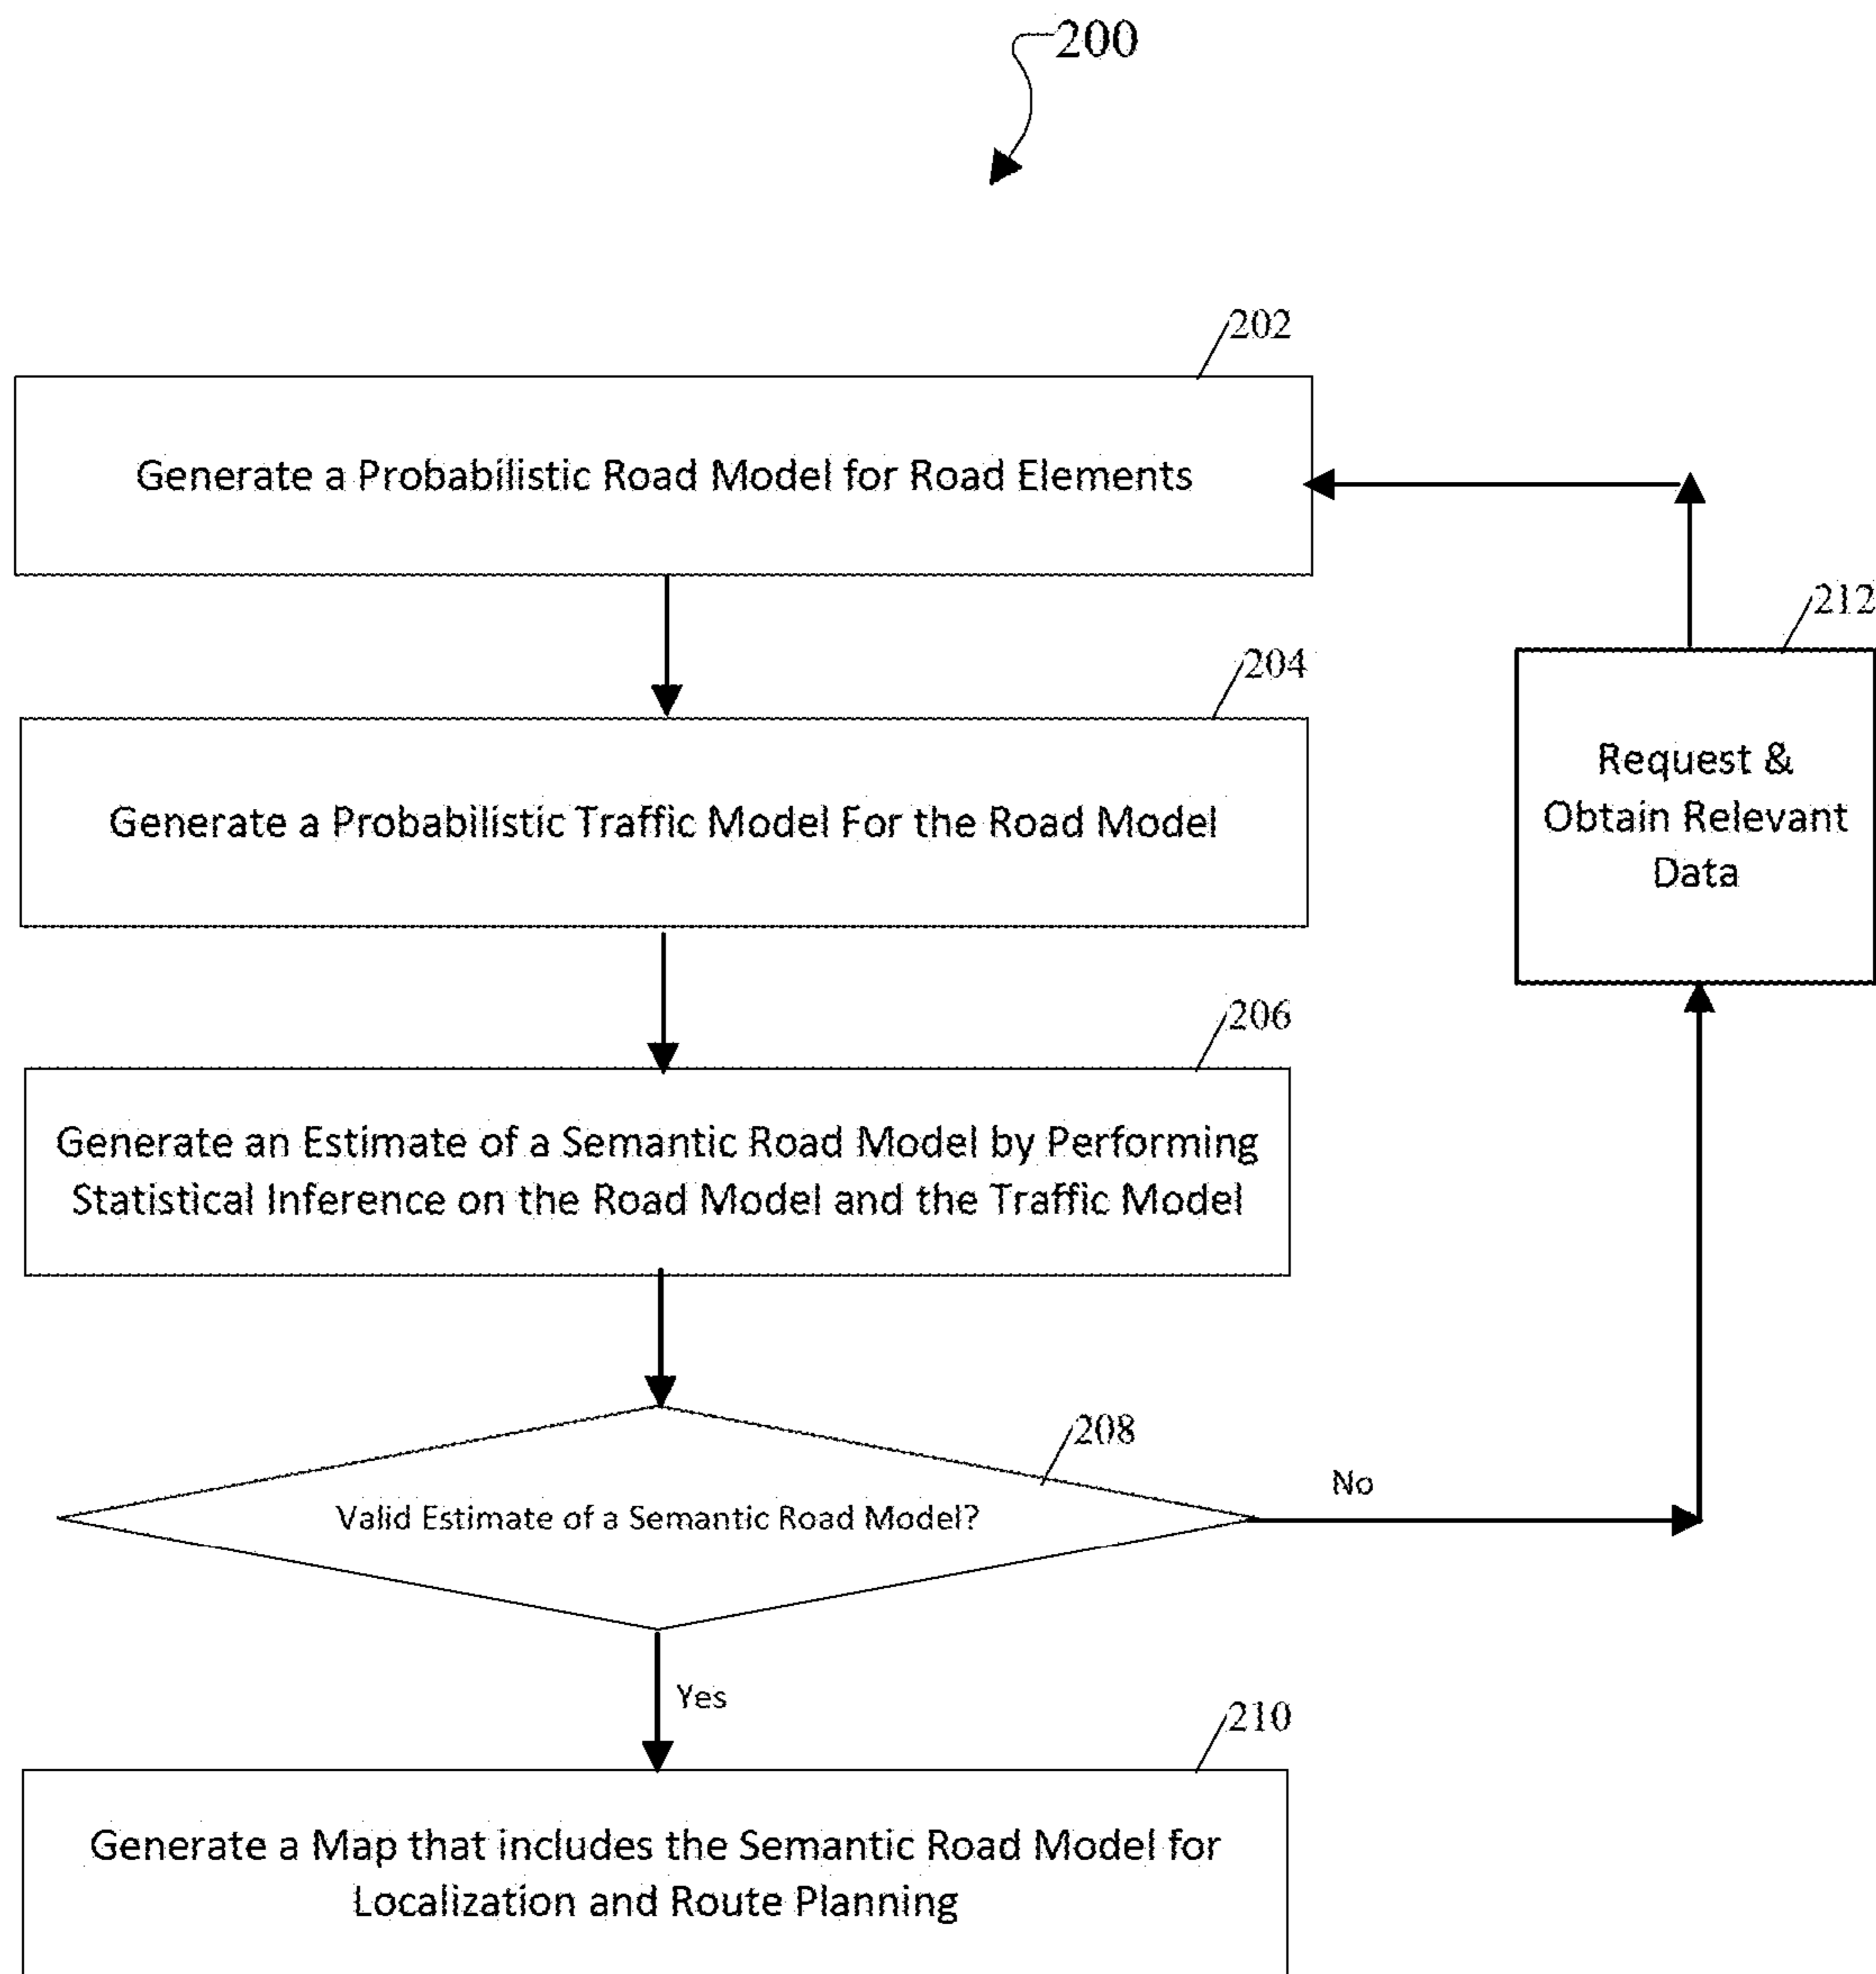 200
202
Generate a Probabilistic Road Model for Road Elements
212
204
Request &
Obtain Relevant
Data
Generate a Probabilistic Traffic Model For the Road Model
206
Generate an Estimate of a Semantic Road Model by Performing
Statistical Inference on the Road Model and the Traffic Model
208
No
Valid Estimate of a Semantic Road Model?
Yes
210
Generate a Map that includes the Semantic Road Model for
Localization and Route Planning